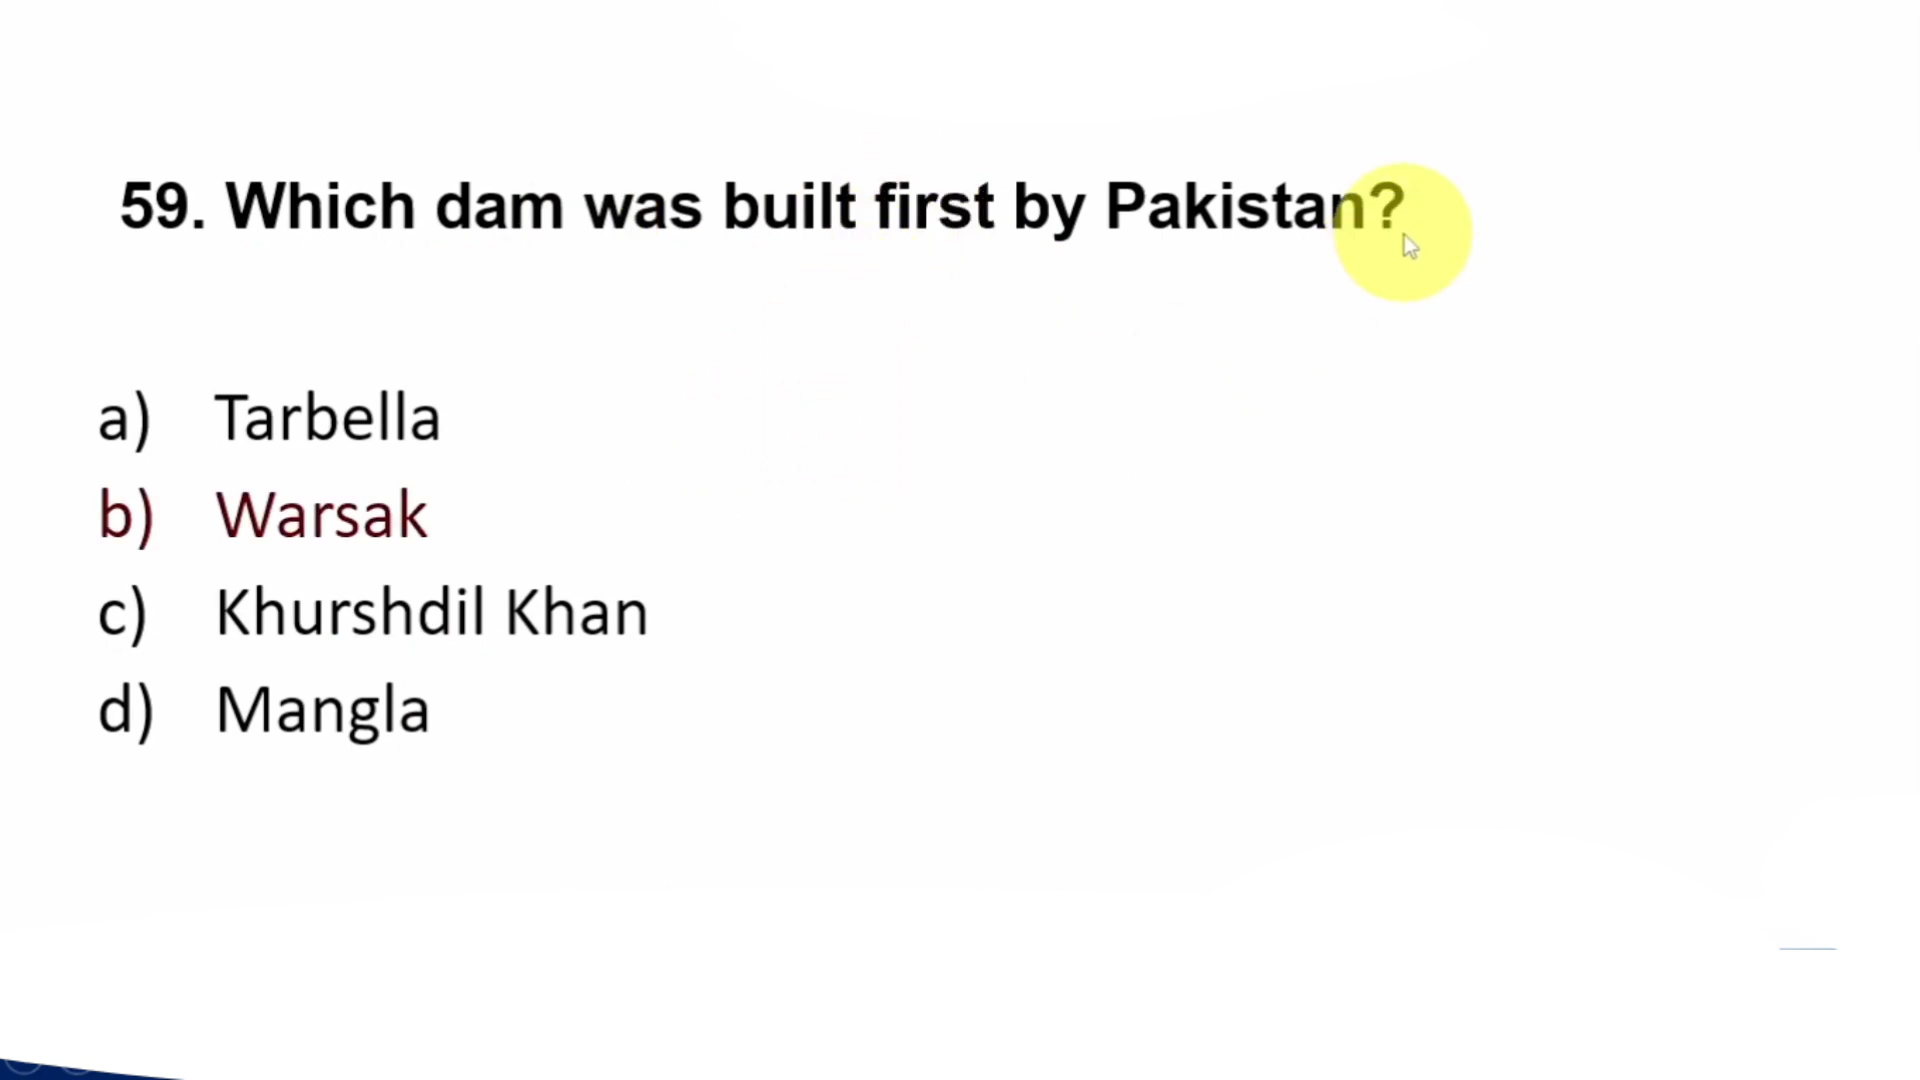 59. Which dam was built first by Pakistan?
a) Tarbella
b) Warsak
c) Khurshdil Khan
d) Mangla